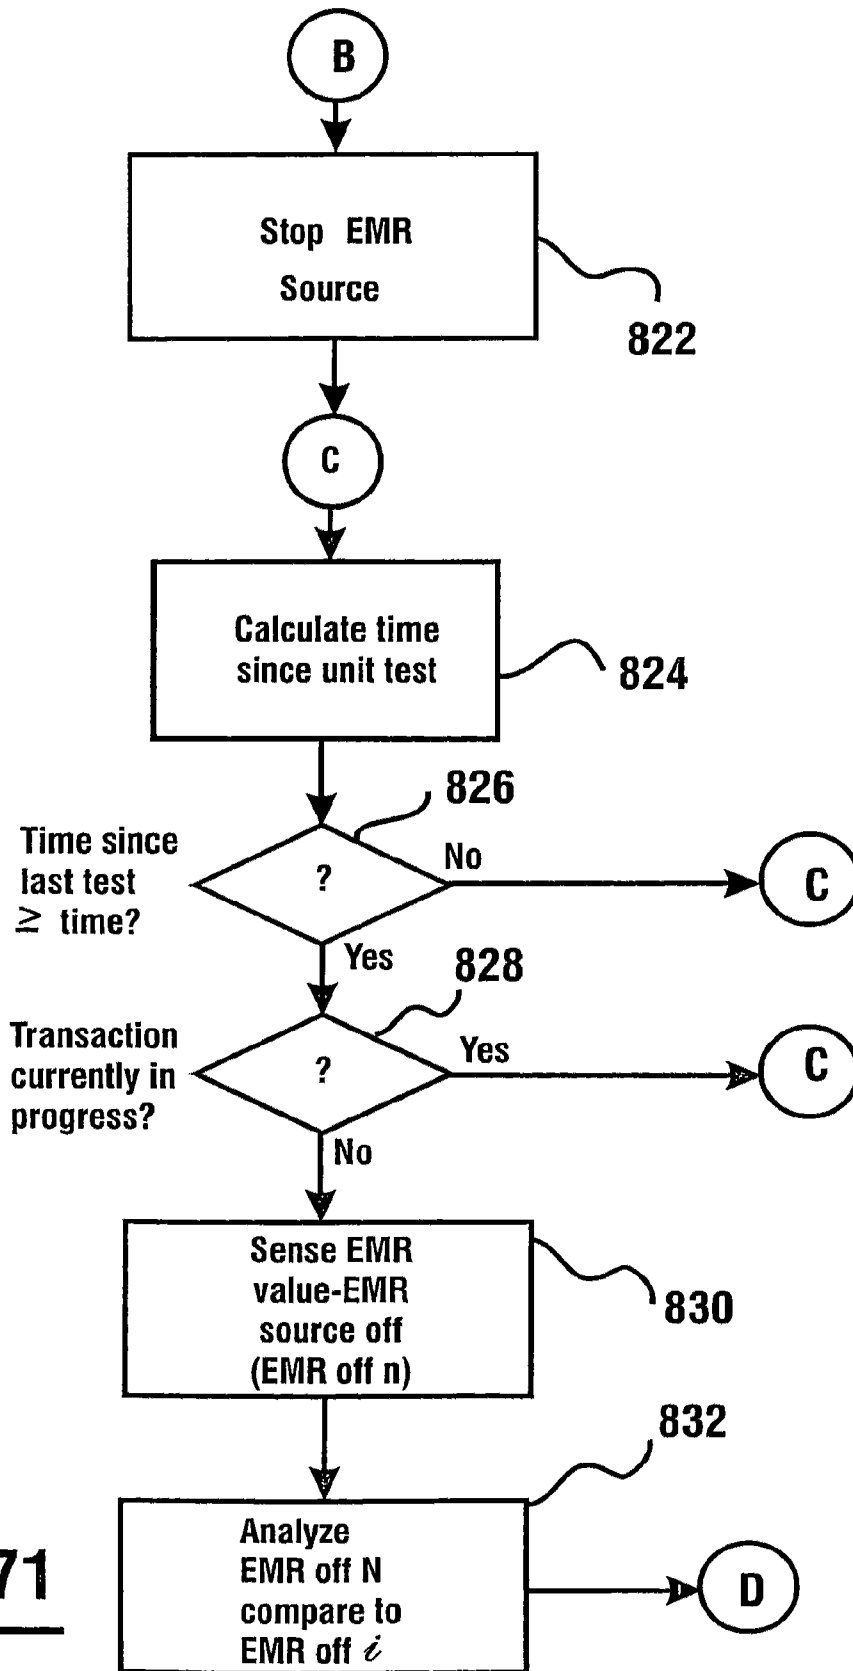 B
Stop EMR
Source
822
C
Calculate time
since unit test
824
826
Time since
last test
≥ time?
?
No
C
Yes
828
Transaction
currently in
progress?
?
Yes
C
No
Sense EMR
value-EMR
source off
(EMR off n)
830
832
Analyze
EMR off N
compare to
EMR off i
D
71